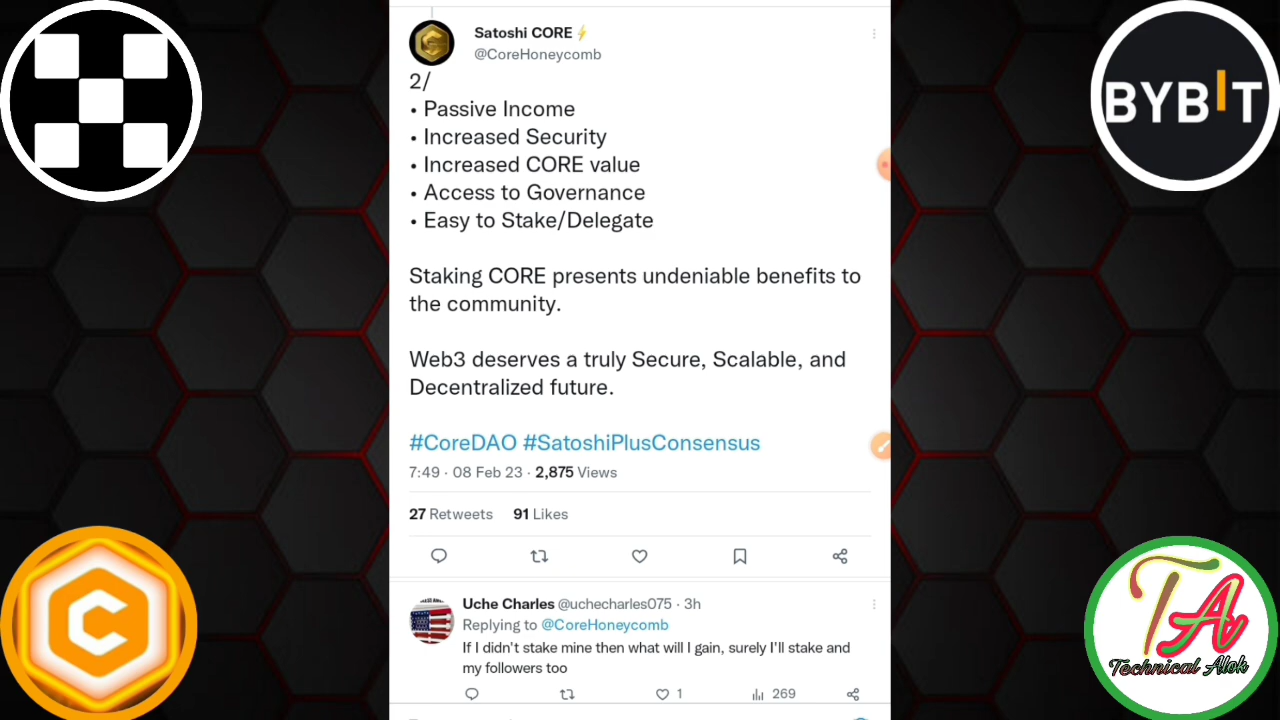 Satoshi CORE⚡
@CoreHoneycomb
2/
• Passive Income
• Increased Security
• Increased CORE value
• Access to Governance
• Easy to Stake/Delegate
Staking CORE presents undeniable benefits to
the community.
Web3 deserves a truly Secure, Scalable, and
Decentralized future.
#CoreDAO #SatoshiPlusConsensus
7:49 · 08 Feb 23 · 2,875 Views
27 Retweets 91 Likes
Uche Charles @uchecharles075 · 3h
Replying to @CoreHoneycomb
If I didn't stake mine then what will I gain, surely I'll stake and
my followers too
1 269
BYBIT
C
TA
Technical Alok